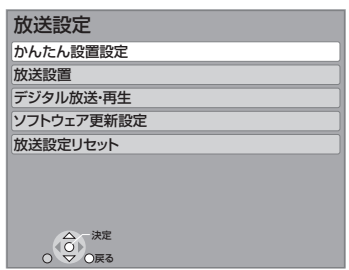 放送設定
かんたん設置設定
放送設置
デジタル放送・再生
ソフトウェア更新設定
放送設定リセット
決定
戻る